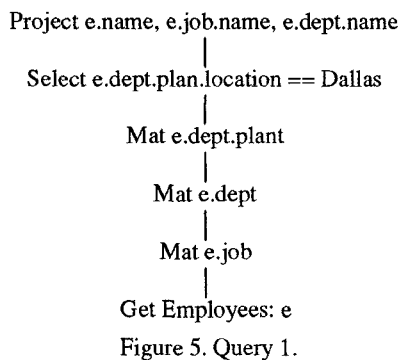 Project e.name, e.job.name, e.dept.name
Select e.dept.plan.location == Dallas
Mat e.dept.plant
Mat e.dept
Mat e.job
Get Employees: e
Figure 5. Query 1.